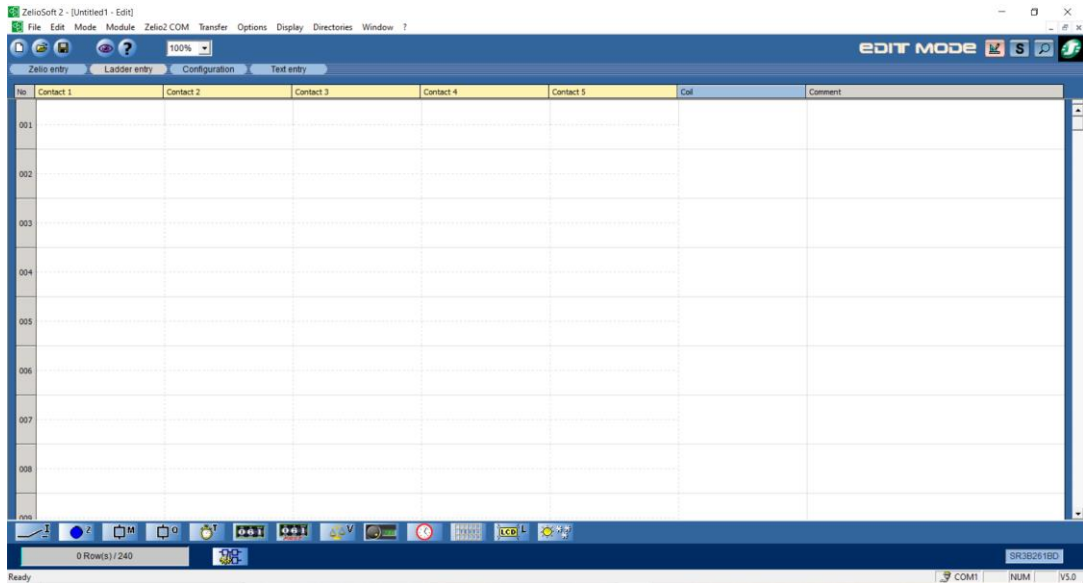 ZelioSoft 2 - [Untitled1 - Edit]
File Edit Mode Module Zelio2 COM Transfer Options Display Directories Window ?
100% EDIT MODE S
Zelio entry Ladder entry Configuration Text entry
No Contact 1 Contact 2 Contact 3 Contact 4 Contact 5 Coil Comment
001
002
003
004
005
006
007
008
009
I Z M Q T V LCD L
0 Row(s) / 240 SR3B261BD
Ready COM1 NUM V5.0